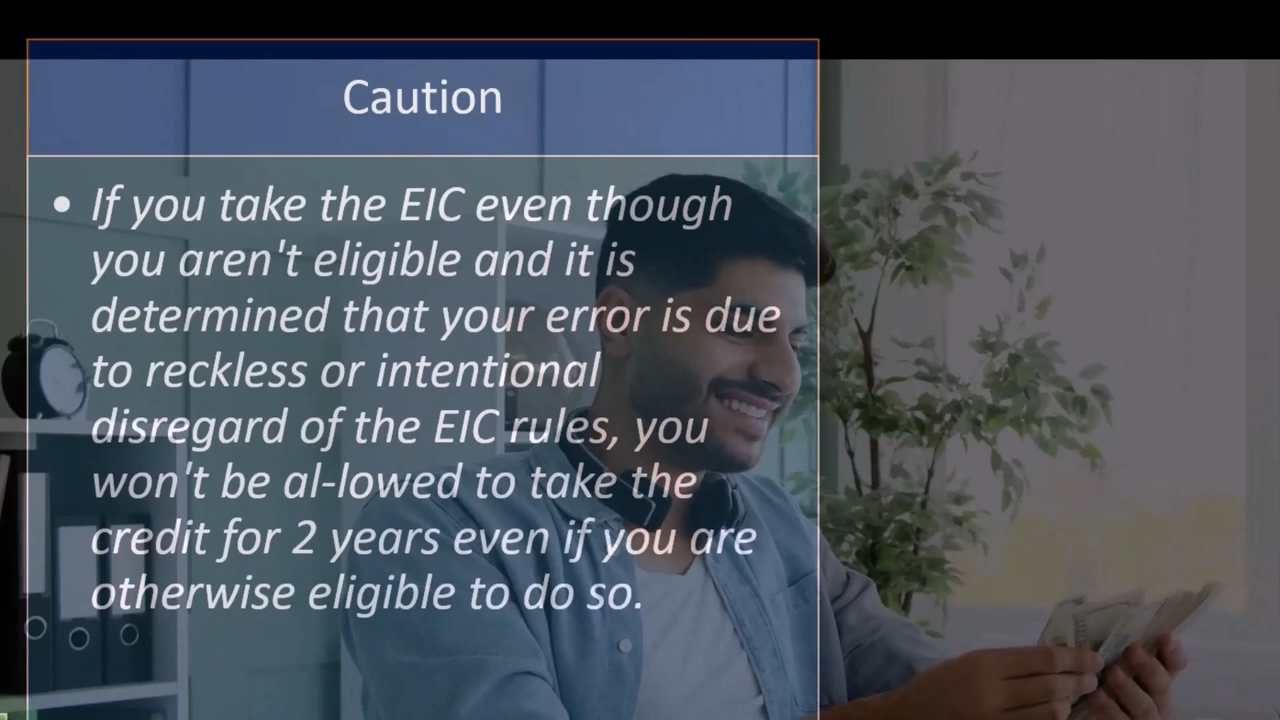 Caution
• If you take the EIC even though
you aren't eligible and it is
determined that your error is due
to reckless or intentional
disregard of the EIC rules, you
won't be al-lowed to take the
credit for 2 years even if you are
otherwise eligible to do so.